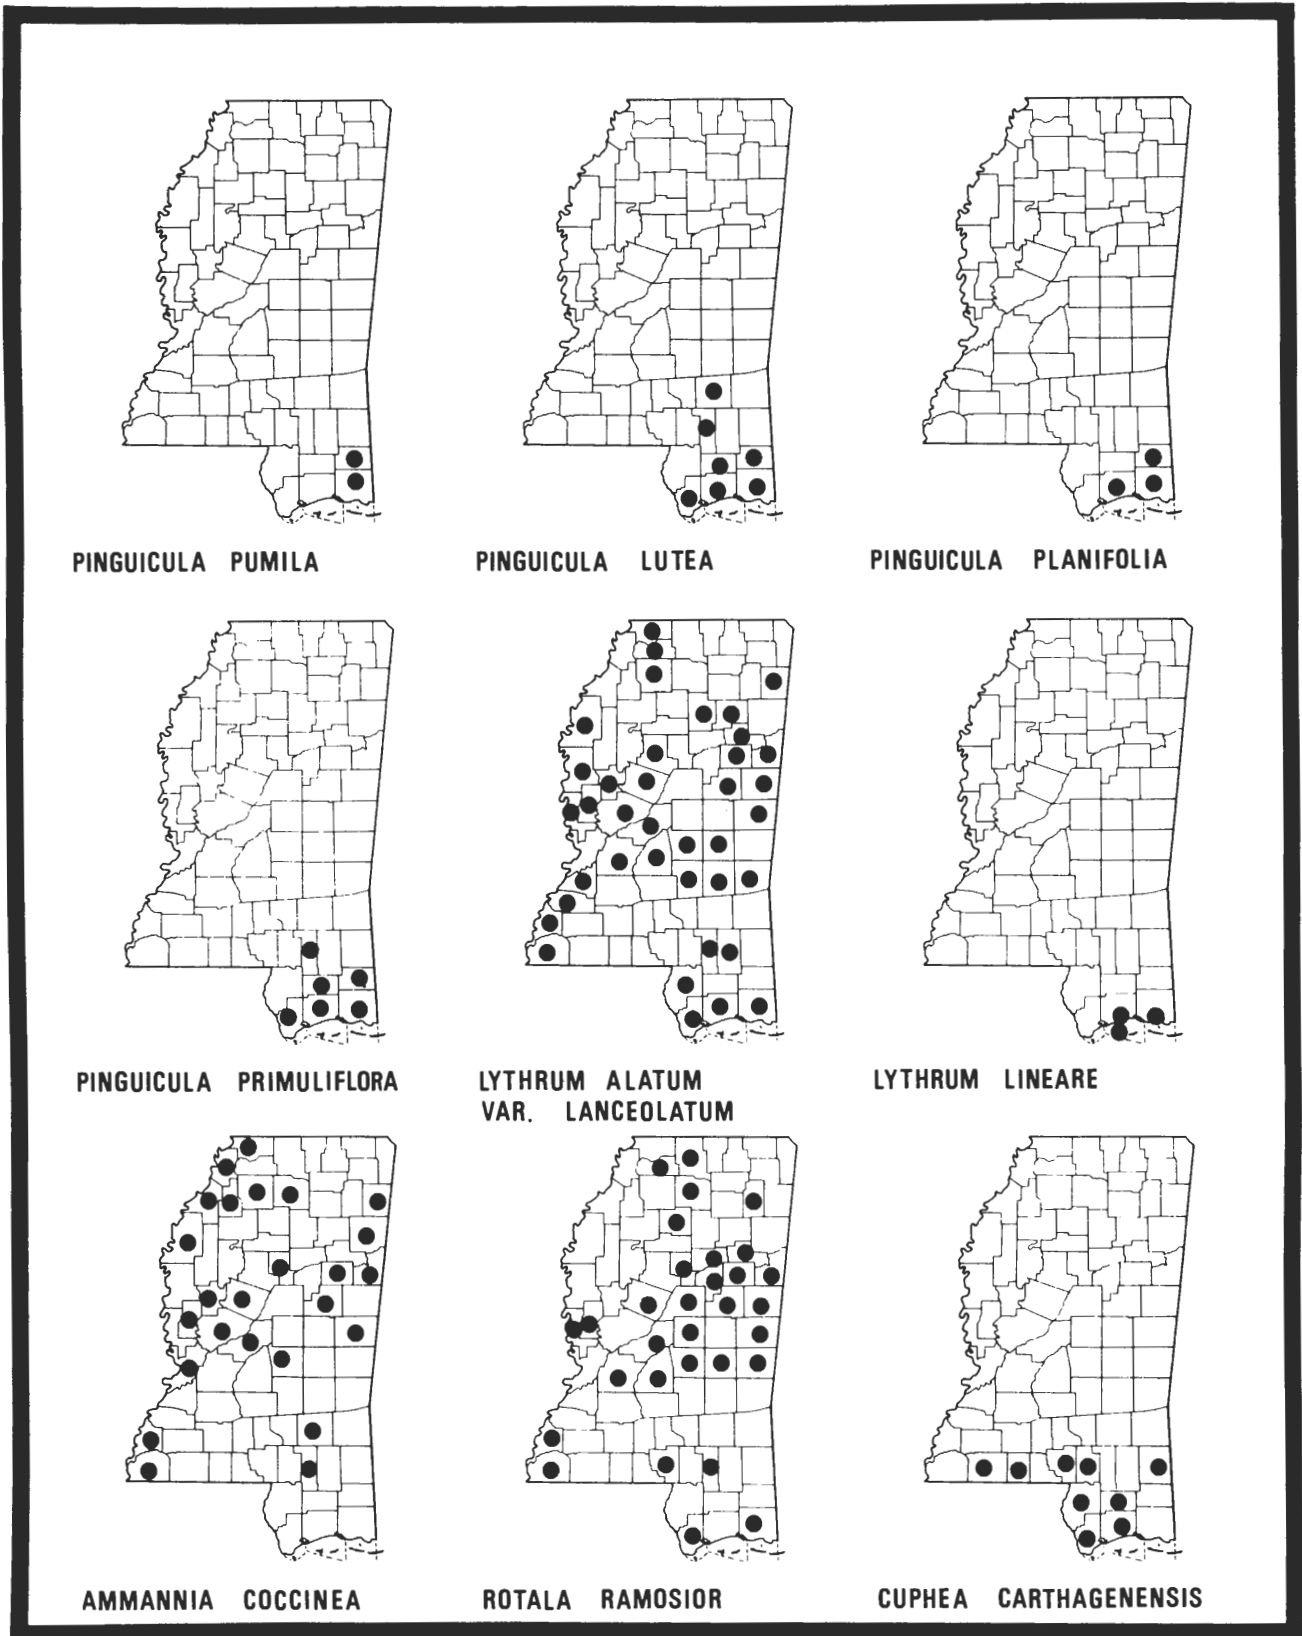 PINGUICULA PUMILA
PINGUICULA LUTEA
PINGUICULA PLANIFOLIA
PINGUICULA PRIMULIFLORA
LYTHRUM ALATUM
VAR. LANCEOLATUM
LYTHRUM LINEARE
AMMANNIA COCCINEA
ROTALA RAMOSIOR
CUPHEA CARTHAGENENSIS